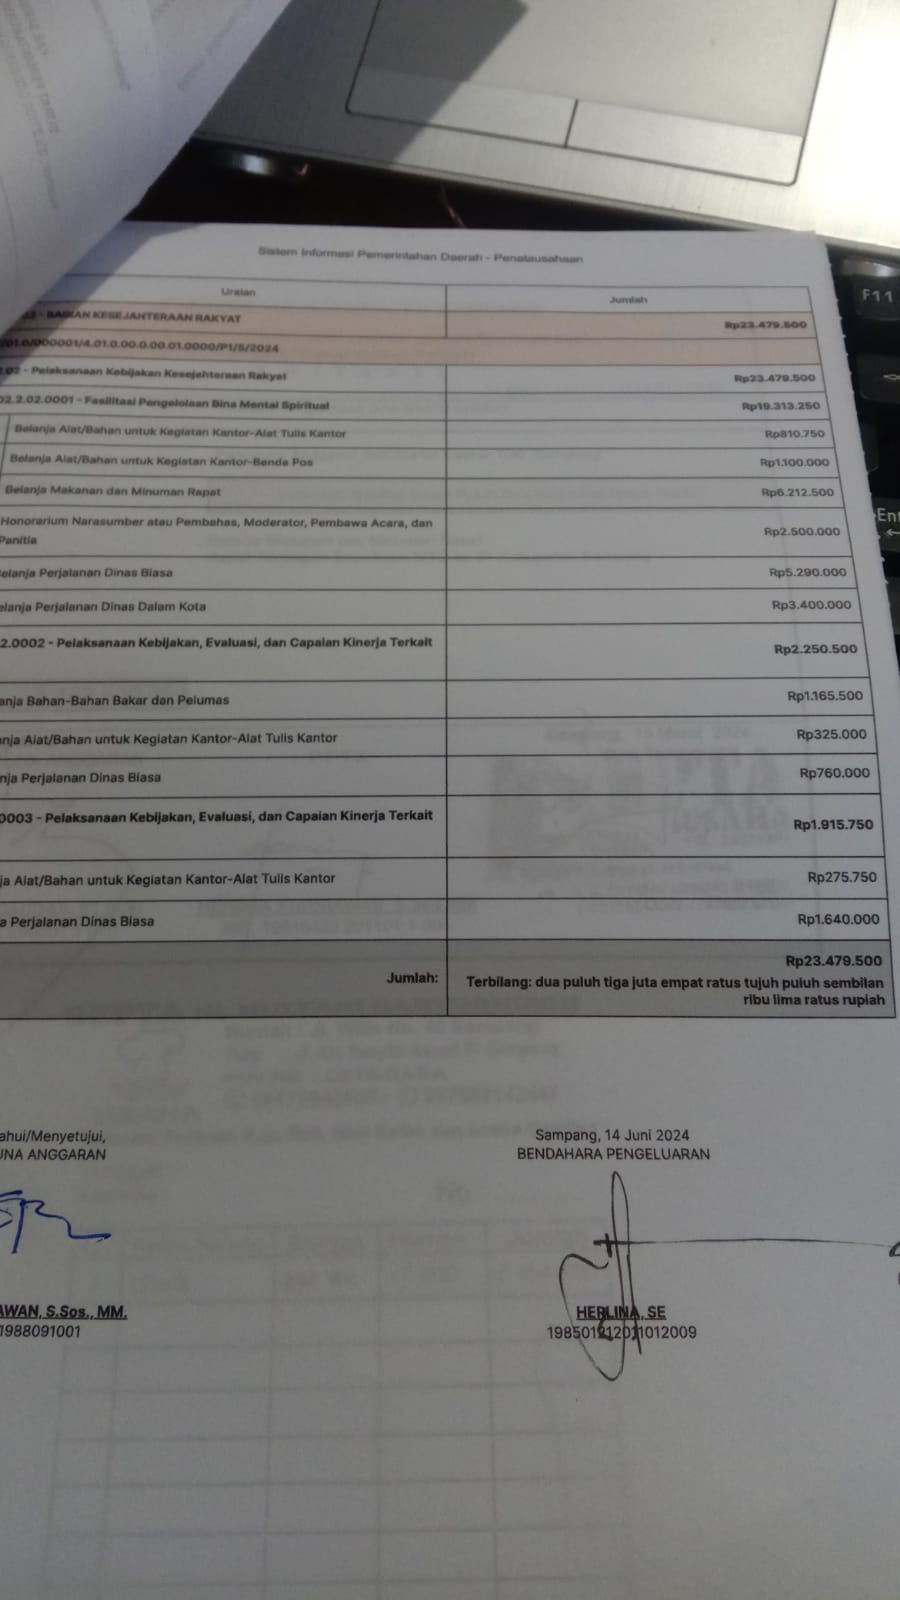 Sistem Informasi Pemerintahan Daerah - Penatausahaan
Uraian Jumlah
- BAGIAN KESEJAHTERAAN RAKYAT Rp23.479.500
/01.0/000001/4.01.0.00.0.00.01.0000/P1/5/2024
.02 - Pelaksanaan Kebijakan Kesejahteraan Rakyat Rp23.479.500
02.2.02.0001 - Fasilitasi Pengelolaan Bina Mental Spiritual Rp19.313.250
Belanja Alat/Bahan untuk Kegiatan Kantor-Alat Tulis Kantor Rp810.750
Belanja Alat/Bahan untuk Kegiatan Kantor-Benda Pos Rp1.100.000
Belanja Makanan dan Minuman Rapat Rp6.212.500
Honorarium Narasumber atau Pembahas, Moderator, Pembawa Acara, dan
Panitia Rp2.500.000
elanja Perjalanan Dinas Biasa Rp5.290.000
elanja Perjalanan Dinas Dalam Kota Rp3.400.000
2.0002 - Pelaksanaan Kebijakan, Evaluasi, dan Capaian Kinerja Terkait Rp2.250.500
anja Bahan-Bahan Bakar dan Pelumas Rp1.165.500
anja Alat/Bahan untuk Kegiatan Kantor-Alat Tulis Kantor Rp325.000
nja Perjalanan Dinas Biasa Rp760.000
0003 - Pelaksanaan Kebijakan, Evaluasi, dan Capaian Kinerja Terkait Rp1.915.750
ja Alat/Bahan untuk Kegiatan Kantor-Alat Tulis Kantor Rp275.750
a Perjalanan Dinas Biasa Rp1.640.000
Rp23.479.500
Jumlah: Terbilang: dua puluh tiga juta empat ratus tujuh puluh sembilan
ribu lima ratus rupiah
ahui/Menyetujui,
UNA ANGGARAN
AWAN, S.Sos., MM.
1988091001
Sampang, 14 Juni 2024
BENDAHARA PENGELUARAN
HERLINA, SE
198501212011012009
F11
Ent